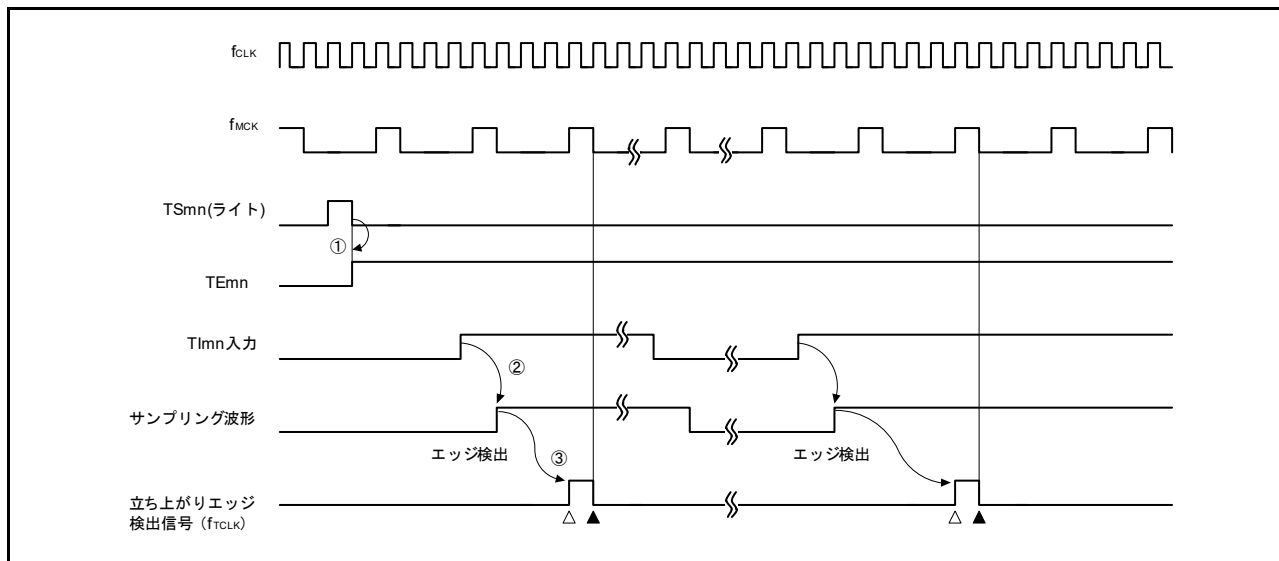 fCLK
fMCK
TSmn(ライト)
①
TEmn
TImn入力
②
サンプリング波形
エッジ検出
③
エッジ検出
立ち上がりエッジ
検出信号（fTCLK）
△
▲
△
▲